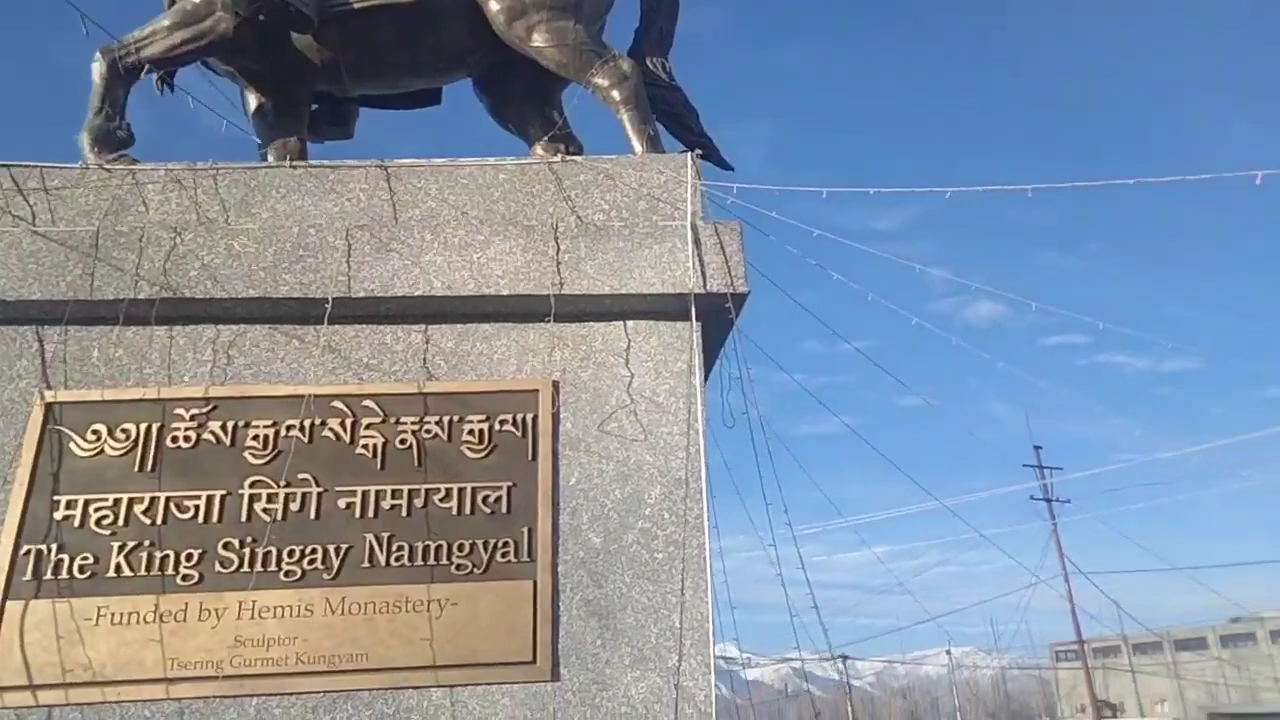 ༄༅།། ཆོས་རྒྱལ་སེངྒེ་རྣམ་རྒྱལ།
महाराजा सिंगे नामग्याल
The King Singay Namgyal
-Funded by Hemis Monastery-
Sculptor -
Tsering Gurmet Kungyam